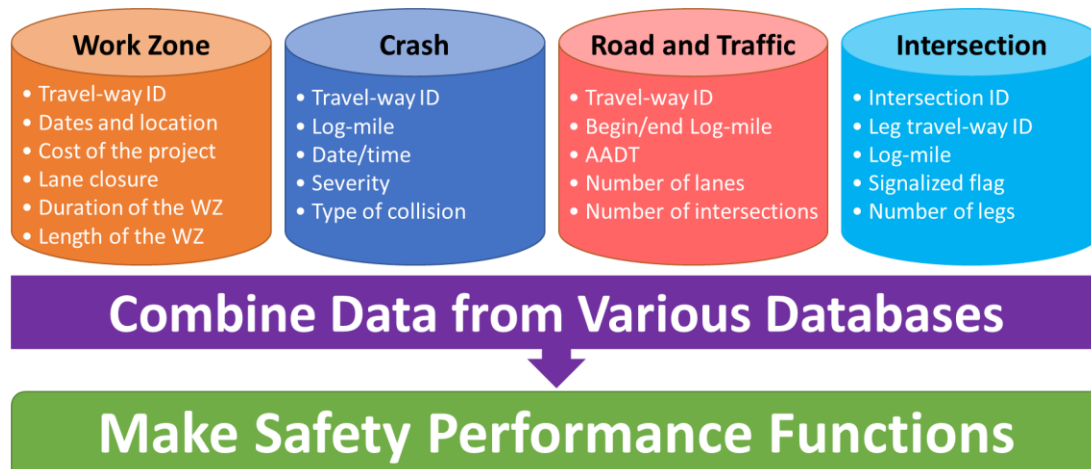 Work Zone
• Travel-way ID
• Dates and location
• Cost of the project
• Lane closure
• Duration of the WZ
• Length of the WZ
Crash
• Travel-way ID
• Log-mile
• Date/time
• Severity
• Type of collision
Road and Traffic
• Travel-way ID
• Begin/end Log-mile
• AADT
• Number of lanes
• Number of intersections
Intersection
• Intersection ID
• Leg travel-way ID
• Log-mile
• Signalized flag
• Number of legs
Combine Data from Various Databases
Make Safety Performance Functions